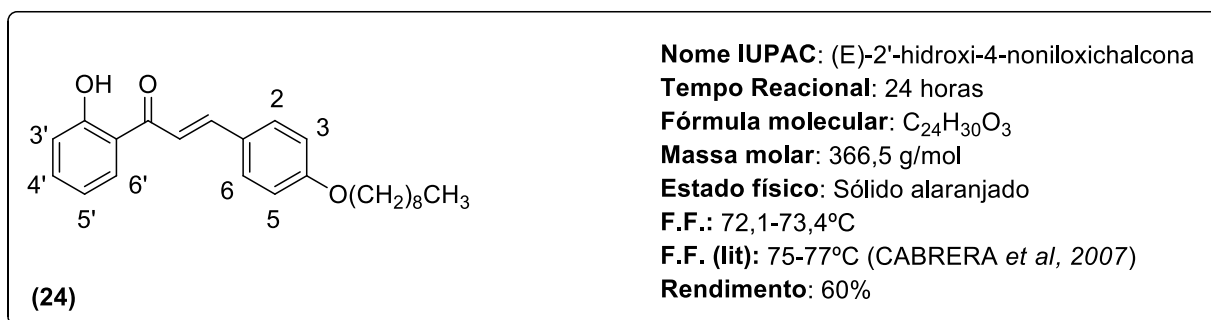 OH
O
2
3'
3
4'
6'
5'
6
5
O(CH2)8CH3
(24)
Nome IUPAC: (E)-2'-hidroxi-4-noniloxichalcona
Tempo Reacional: 24 horas
Fórmula molecular: C24H30O3
Massa molar: 366,5 g/mol
Estado físico: Sólido alaranjado
F.F.: 72,1-73,4ºC
F.F. (lit): 75-77ºC (CABRERA et al, 2007)
Rendimento: 60%